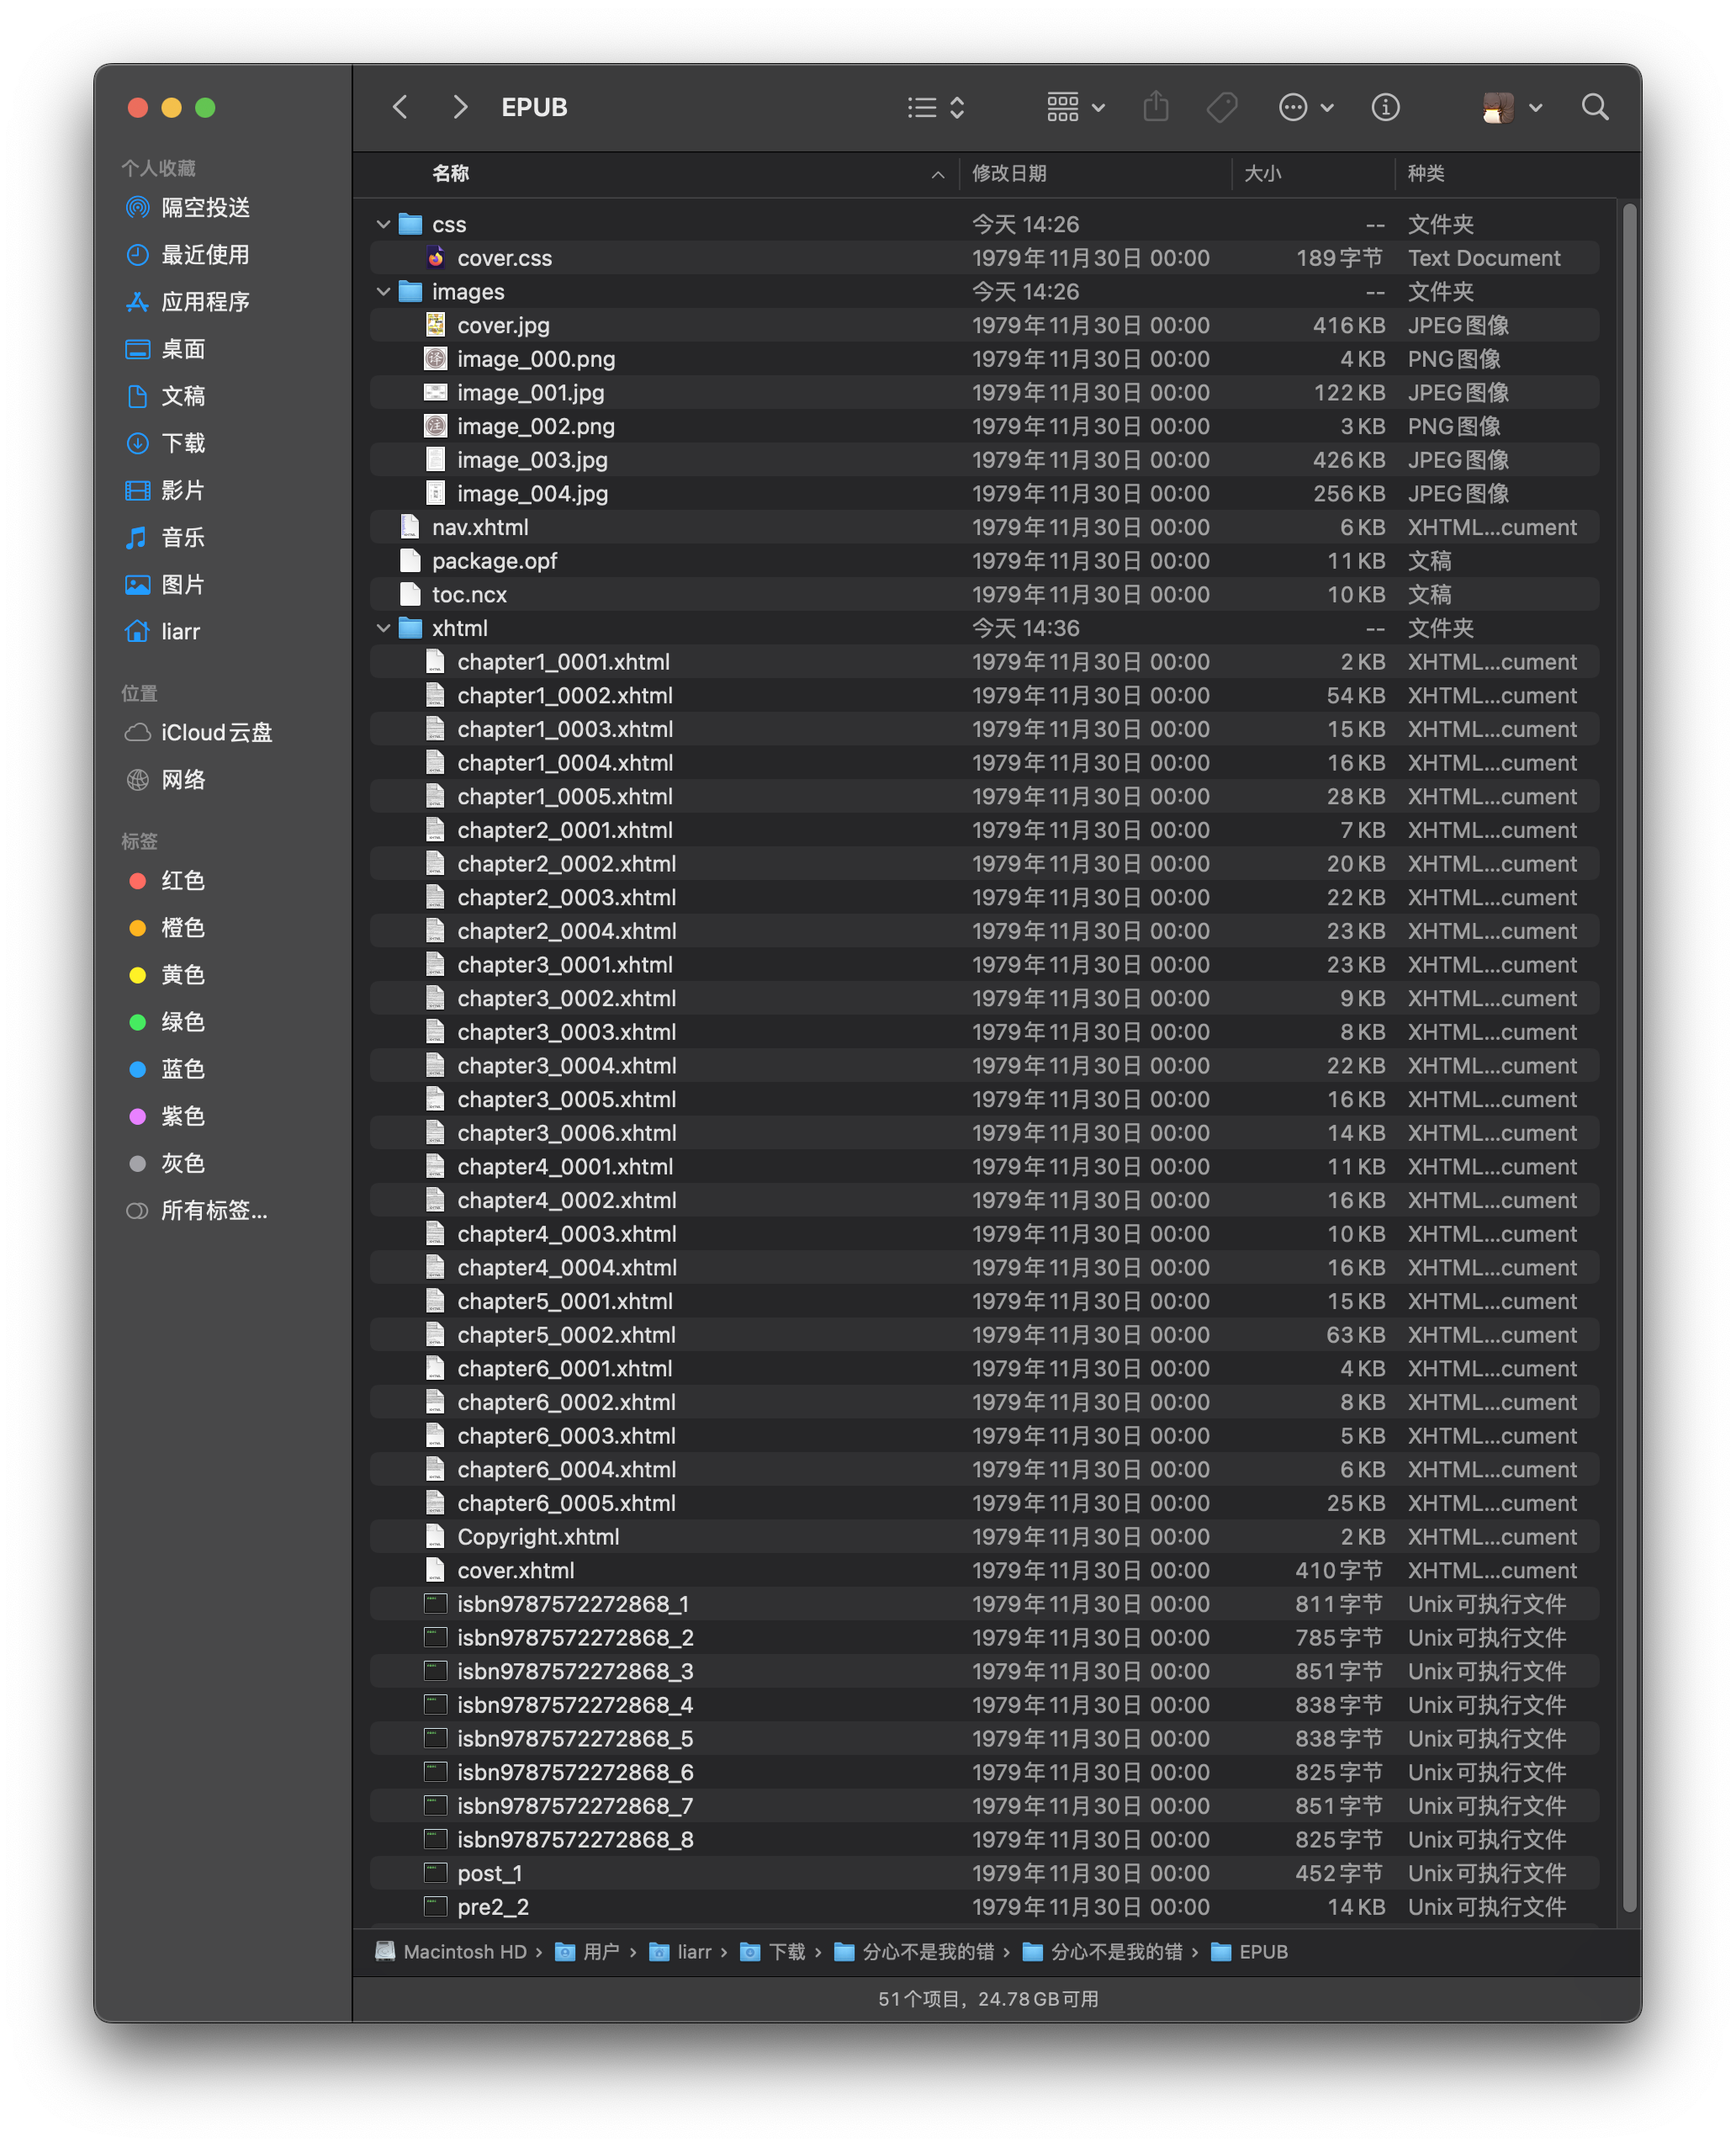 EPUB
个人收藏
隔空投送
最近使用
应用程序
桌面
文稿
下载
影片
音乐
图片
liarr
位置
iCloud云盘
网络
标签
红色
橙色
黄色
绿色
蓝色
紫色
灰色
所有标签...
名称 修改日期 大小 种类
css 今天 14:26 -- 文件夹
cover.css 1979年11月30日 00:00 189字节 Text Document
images 今天 14:26 -- 文件夹
cover.jpg 1979年11月30日 00:00 416 KB JPEG图像
image_000.png 1979年11月30日 00:00 4 KB PNG图像
image_001.jpg 1979年11月30日 00:00 122 KB JPEG图像
image_002.png 1979年11月30日 00:00 3 KB PNG图像
image_003.jpg 1979年11月30日 00:00 426 KB JPEG图像
image_004.jpg 1979年11月30日 00:00 256 KB JPEG图像
nav.xhtml 1979年11月30日 00:00 6 KB XHTML...cument
package.opf 1979年11月30日 00:00 11 KB 文稿
toc.ncx 1979年11月30日 00:00 10 KB 文稿
xhtml 今天 14:36 -- 文件夹
chapter1_0001.xhtml 1979年11月30日 00:00 2 KB XHTML...cument
chapter1_0002.xhtml 1979年11月30日 00:00 54 KB XHTML...cument
chapter1_0003.xhtml 1979年11月30日 00:00 15 KB XHTML...cument
chapter1_0004.xhtml 1979年11月30日 00:00 16 KB XHTML...cument
chapter1_0005.xhtml 1979年11月30日 00:00 28 KB XHTML...cument
chapter2_0001.xhtml 1979年11月30日 00:00 7 KB XHTML...cument
chapter2_0002.xhtml 1979年11月30日 00:00 20 KB XHTML...cument
chapter2_0003.xhtml 1979年11月30日 00:00 22 KB XHTML...cument
chapter2_0004.xhtml 1979年11月30日 00:00 23 KB XHTML...cument
chapter3_0001.xhtml 1979年11月30日 00:00 23 KB XHTML...cument
chapter3_0002.xhtml 1979年11月30日 00:00 9 KB XHTML...cument
chapter3_0003.xhtml 1979年11月30日 00:00 8 KB XHTML...cument
chapter3_0004.xhtml 1979年11月30日 00:00 22 KB XHTML...cument
chapter3_0005.xhtml 1979年11月30日 00:00 16 KB XHTML...cument
chapter3_0006.xhtml 1979年11月30日 00:00 14 KB XHTML...cument
chapter4_0001.xhtml 1979年11月30日 00:00 11 KB XHTML...cument
chapter4_0002.xhtml 1979年11月30日 00:00 16 KB XHTML...cument
chapter4_0003.xhtml 1979年11月30日 00:00 10 KB XHTML...cument
chapter4_0004.xhtml 1979年11月30日 00:00 16 KB XHTML...cument
chapter5_0001.xhtml 1979年11月30日 00:00 15 KB XHTML...cument
chapter5_0002.xhtml 1979年11月30日 00:00 63 KB XHTML...cument
chapter6_0001.xhtml 1979年11月30日 00:00 4 KB XHTML...cument
chapter6_0002.xhtml 1979年11月30日 00:00 8 KB XHTML...cument
chapter6_0003.xhtml 1979年11月30日 00:00 5 KB XHTML...cument
chapter6_0004.xhtml 1979年11月30日 00:00 6 KB XHTML...cument
chapter6_0005.xhtml 1979年11月30日 00:00 25 KB XHTML...cument
Copyright.xhtml 1979年11月30日 00:00 2 KB XHTML...cument
cover.xhtml 1979年11月30日 00:00 410字节 XHTML...cument
isbn9787572272868_1 1979年11月30日 00:00 811字节 Unix可执行文件
isbn9787572272868_2 1979年11月30日 00:00 785字节 Unix可执行文件
isbn9787572272868_3 1979年11月30日 00:00 851字节 Unix可执行文件
isbn9787572272868_4 1979年11月30日 00:00 838字节 Unix可执行文件
isbn9787572272868_5 1979年11月30日 00:00 838字节 Unix可执行文件
isbn9787572272868_6 1979年11月30日 00:00 825字节 Unix可执行文件
isbn9787572272868_7 1979年11月30日 00:00 851字节 Unix可执行文件
isbn9787572272868_8 1979年11月30日 00:00 825字节 Unix可执行文件
post_1 1979年11月30日 00:00 452字节 Unix可执行文件
pre2_2 1979年11月30日 00:00 14 KB Unix可执行文件
Macintosh HD › 用户 › liarr › 下载 › 分心不是我的错 › 分心不是我的错 › EPUB
51个项目，24.78 GB可用